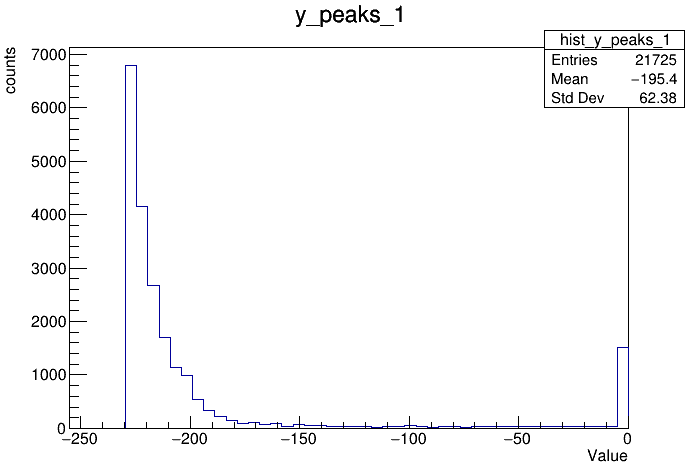 y_peaks_1
hist_y_peaks_1
Entries 21725
Mean −195.4
Std Dev 62.38
counts
7000
6000
5000
4000
3000
2000
1000
0
−250 −200 −150 −100 −50 0
Value